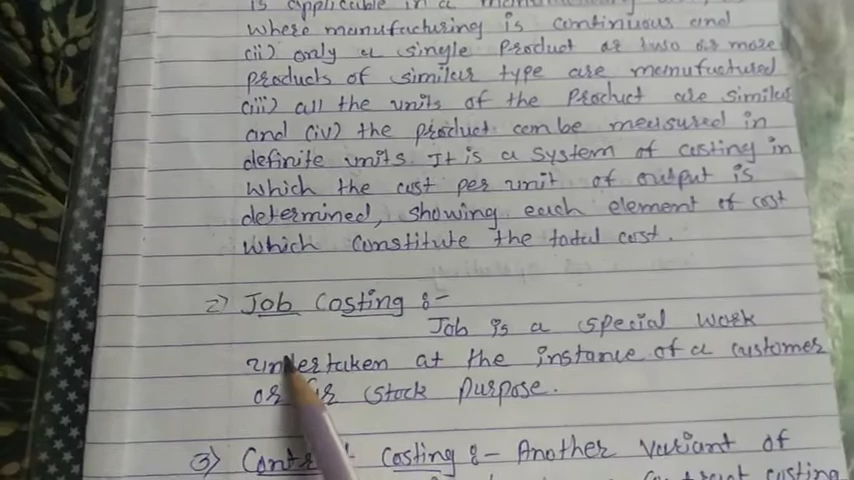 is applicable in a
where manufacturing is continuous and
(ii) only a single Product or two or more
products of similar type are manufactured
(iii) all the units of the Product are similar
and (iv) the product can be measured in
definite units It is a system of costing in
which the cost per unit of output is
determined, showing each element of cost
which constitute the total cost.
2) Job Costing :-
Job is a special work
undertaken at the instance of a customer
or for stock purpose.
3) Costing :- Another variant of
costing